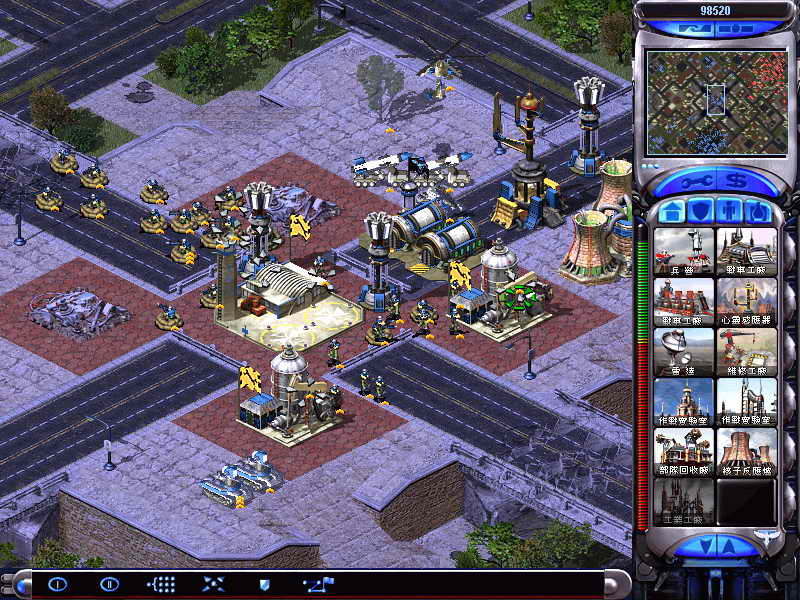 98520
兵營
戰車工廠
戰車工廠
心靈感應器
雷達
維修工廠
作戰實驗室
作戰實驗室
部隊回收廠
核子反應爐
工業工廠